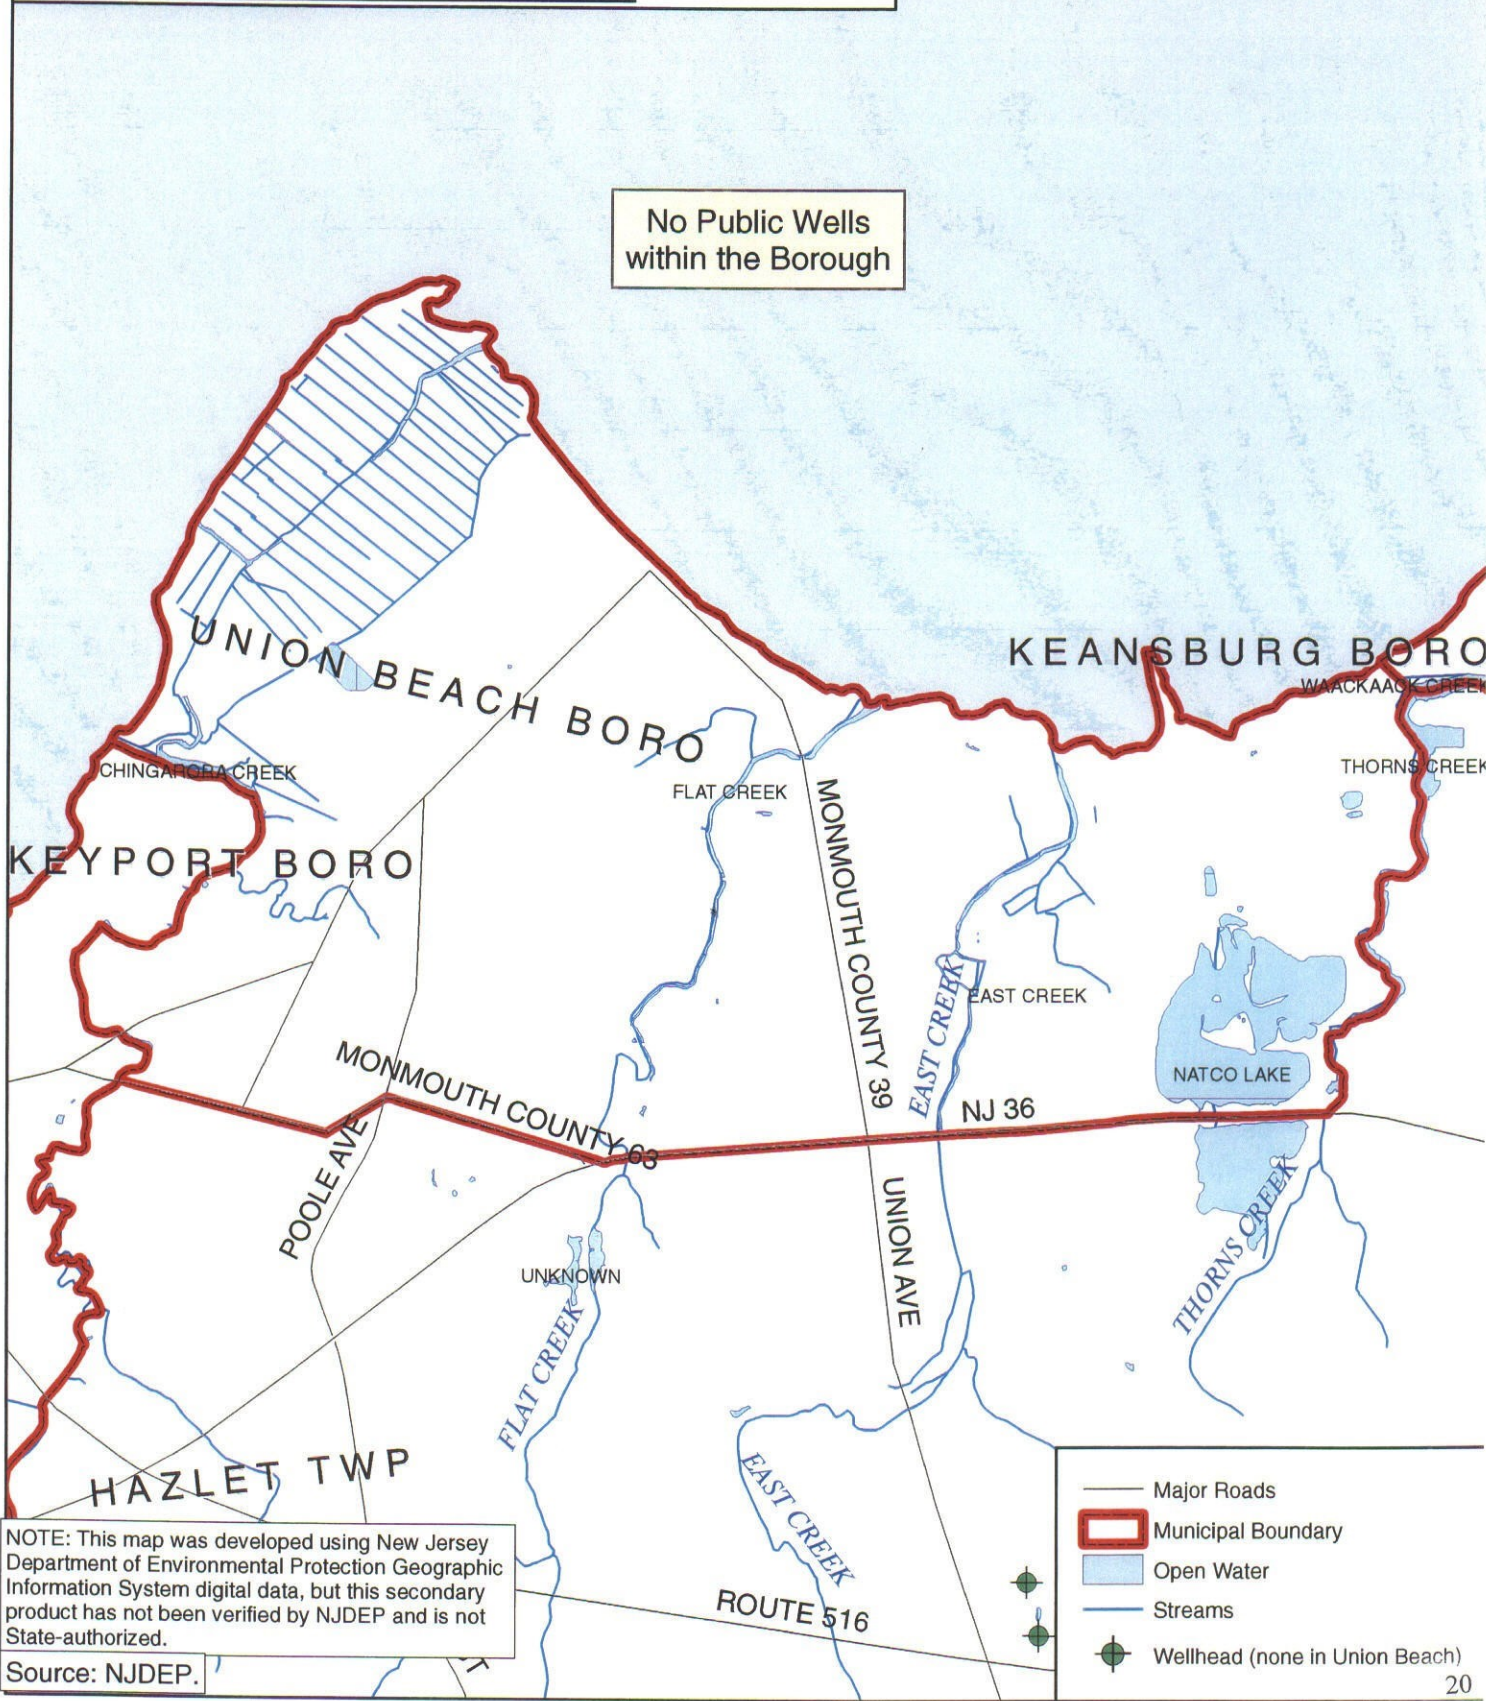 No Public Wells
within the Borough
KEANSBURG BORO
WAACKAACK CREEK
UNION BEACH BORO
THORNS CREEK
CHINGARORA CREEK
FLAT CREEK
KEYPORT BORO
MONMOUTH COUNTY 39
EAST CREEK
EAST CREEK
NATCO LAKE
MONMOUTH COUNTY 63
NJ 36
POOLE AVE
UNION AVE
THORNS CREEK
UNKNOWN
FLAT CREEK
HAZLET TWP
EAST CREEK
ROUTE 516
NOTE: This map was developed using New Jersey
Department of Environmental Protection Geographic
Information System digital data, but this secondary
product has not been verified by NJDEP and is not
State-authorized.
Source: NJDEP.
Major Roads
Municipal Boundary
Open Water
Streams
Wellhead (none in Union Beach)
20